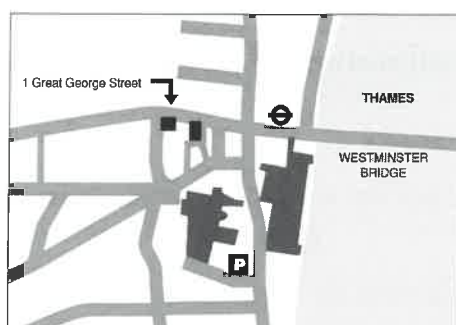 1 Great George Street
THAMES
WESTMINSTER
BRIDGE
P